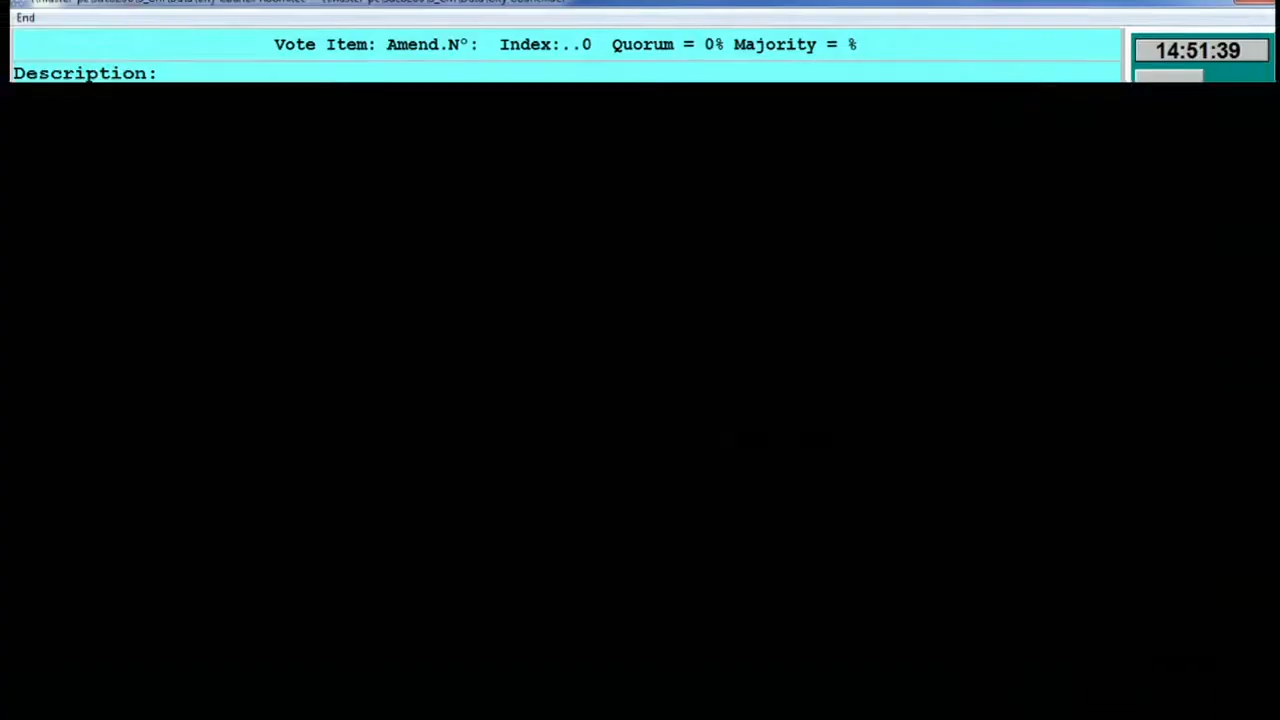 End
Vote Item: Amend.N°: Index:..0 Quorum = 0% Majority = %
14:51:39
Description: